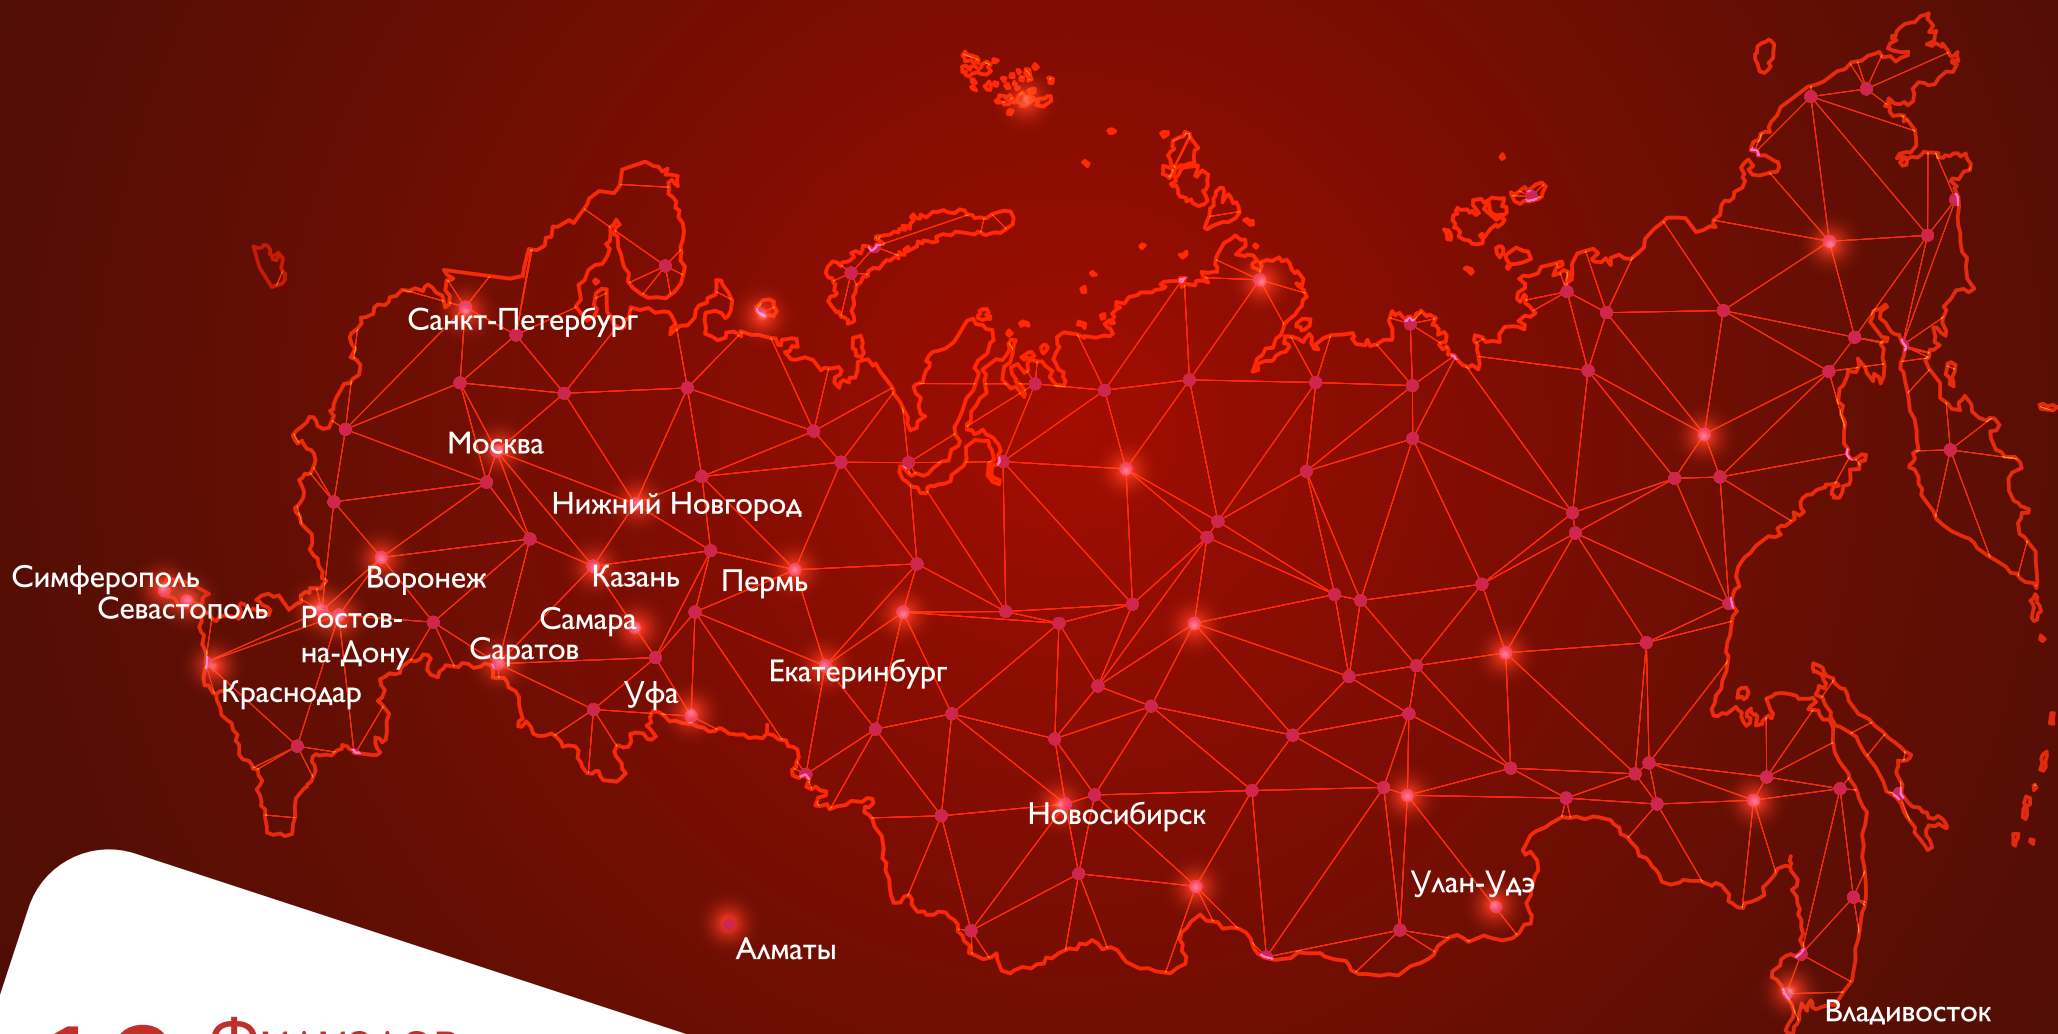 Санкт-Петербург
Москва
Нижний Новгород
Симферополь
Воронеж
Казань
Пермь
Севастополь
Ростов-
на-Дону
Самара
Саратов
Екатеринбург
Краснодар
Уфа
Новосибирск
Улан-Удэ
Алматы
Владивосток
Филиалов